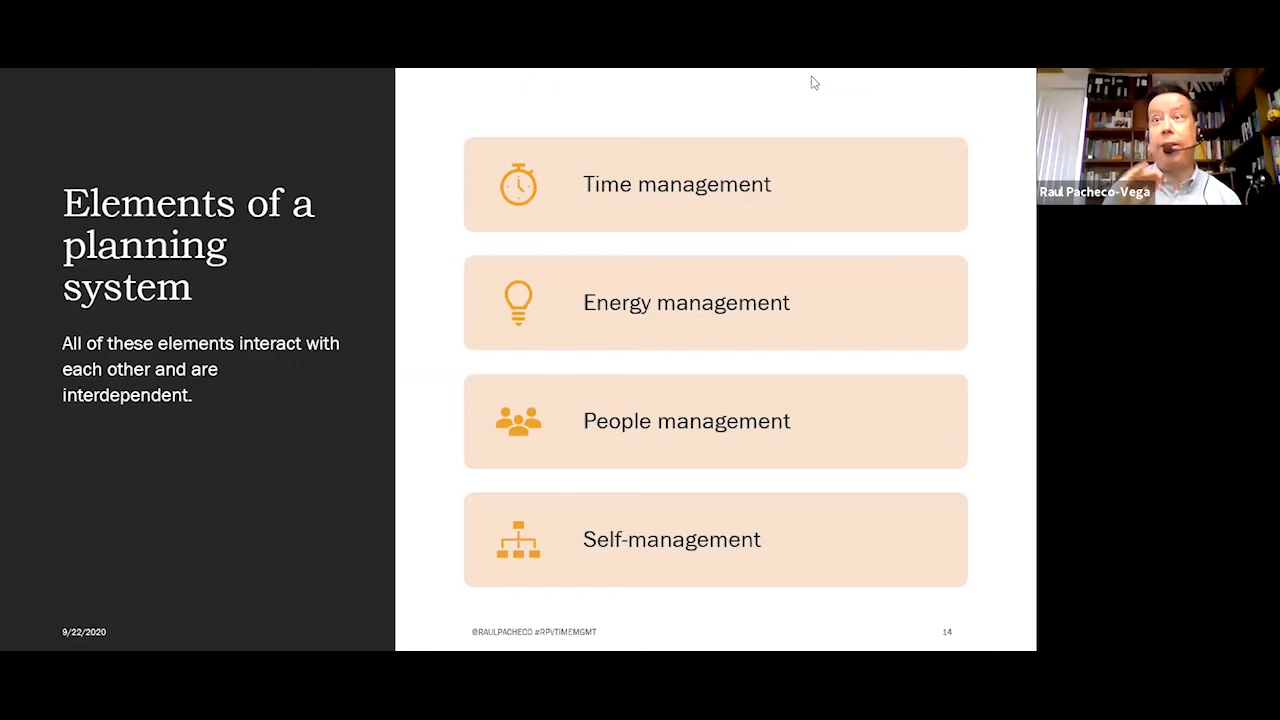 Elements of a
planning
system
All of these elements interact with
each other and are
interdependent.
9/22/2020
Time management
Energy management
People management
Self-management
@RAULPACHECO #RPVTIMEMGMT
14
Raul Pacheco-Vega